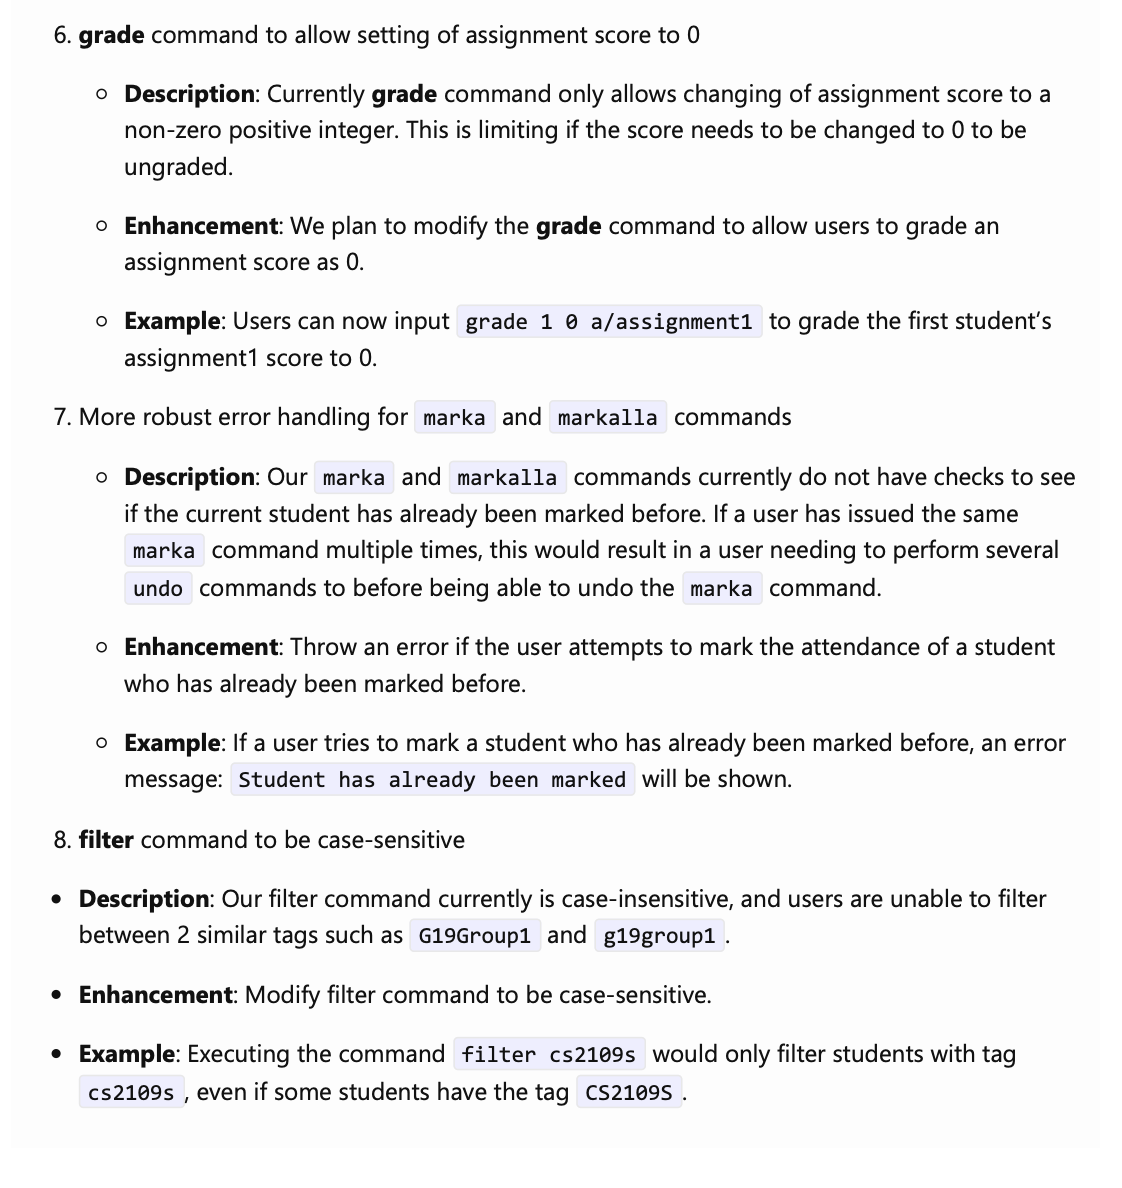 6. grade command to allow setting of assignment score to 0
Description: Currently grade command only allows changing of assignment score to a
non-zero positive integer. This is limiting if the score needs to be changed to 0 to be
ungraded.
Enhancement: We plan to modify the grade command to allow users to grade an
assignment score as 0.
Example: Users can now input grade 1 0 a/assignment1 to grade the first student's
assignment1 score to 0.
7. More robust error handling for marka and markalla commands
Description: Our marka and markalla commands currently do not have checks to see
if the current student has already been marked before. If a user has issued the same
marka command multiple times, this would result in a user needing to perform several
undo commands to before being able to undo the marka command.
Enhancement: Throw an error if the user attempts to mark the attendance of a student
who has already been marked before.
Example: If a user tries to mark a student who has already been marked before, an error
message: Student has already been marked will be shown.
8. filter command to be case-sensitive
Description: Our filter command currently is case-insensitive, and users are unable to filter
between 2 similar tags such as G19Group1 and g19group1.
Enhancement: Modify filter command to be case-sensitive.
Example: Executing the command filter cs2109s would only filter students with tag
cs2109s, even if some students have the tag CS2109S.